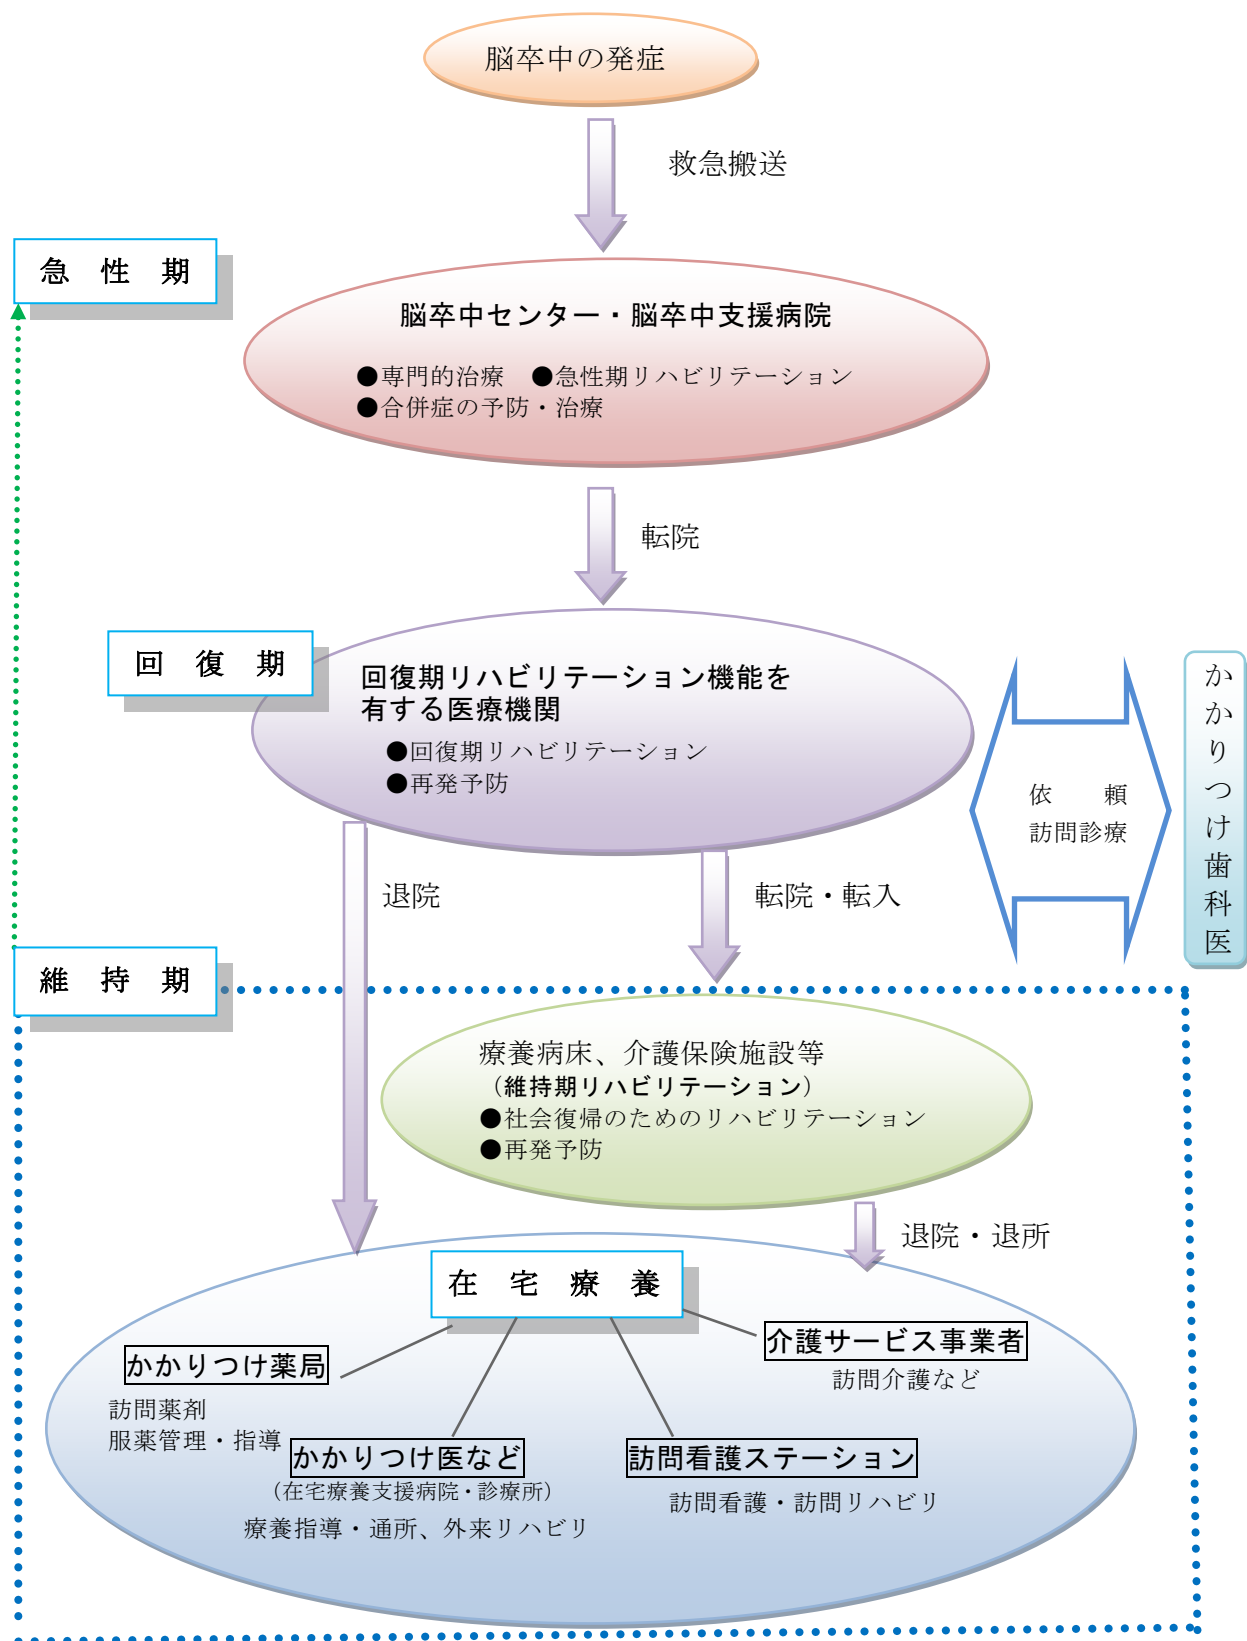 脳卒中の発症
救急搬送
急 性 期
脳卒中センター・脳卒中支援病院
●専門的治療 ●急性期リハビリテーション
●合併症の予防・治療
転院
回 復 期
回復期リハビリテーション機能を
有する医療機関
●回復期リハビリテーション
●再発予防
依 頼
訪問診療
かかりつけ歯科医
退院
転院・転入
維 持 期
療養病床、介護保険施設等
（維持期リハビリテーション）
●社会復帰のためのリハビリテーション
●再発予防
退院・退所
在 宅 療 養
介護サービス事業者
訪問介護など
かかりつけ薬局
訪問薬剤
服薬管理・指導
かかりつけ医など
（在宅療養支援病院・診療所）
療養指導・通所、外来リハビリ
訪問看護ステーション
訪問看護・訪問リハビリ